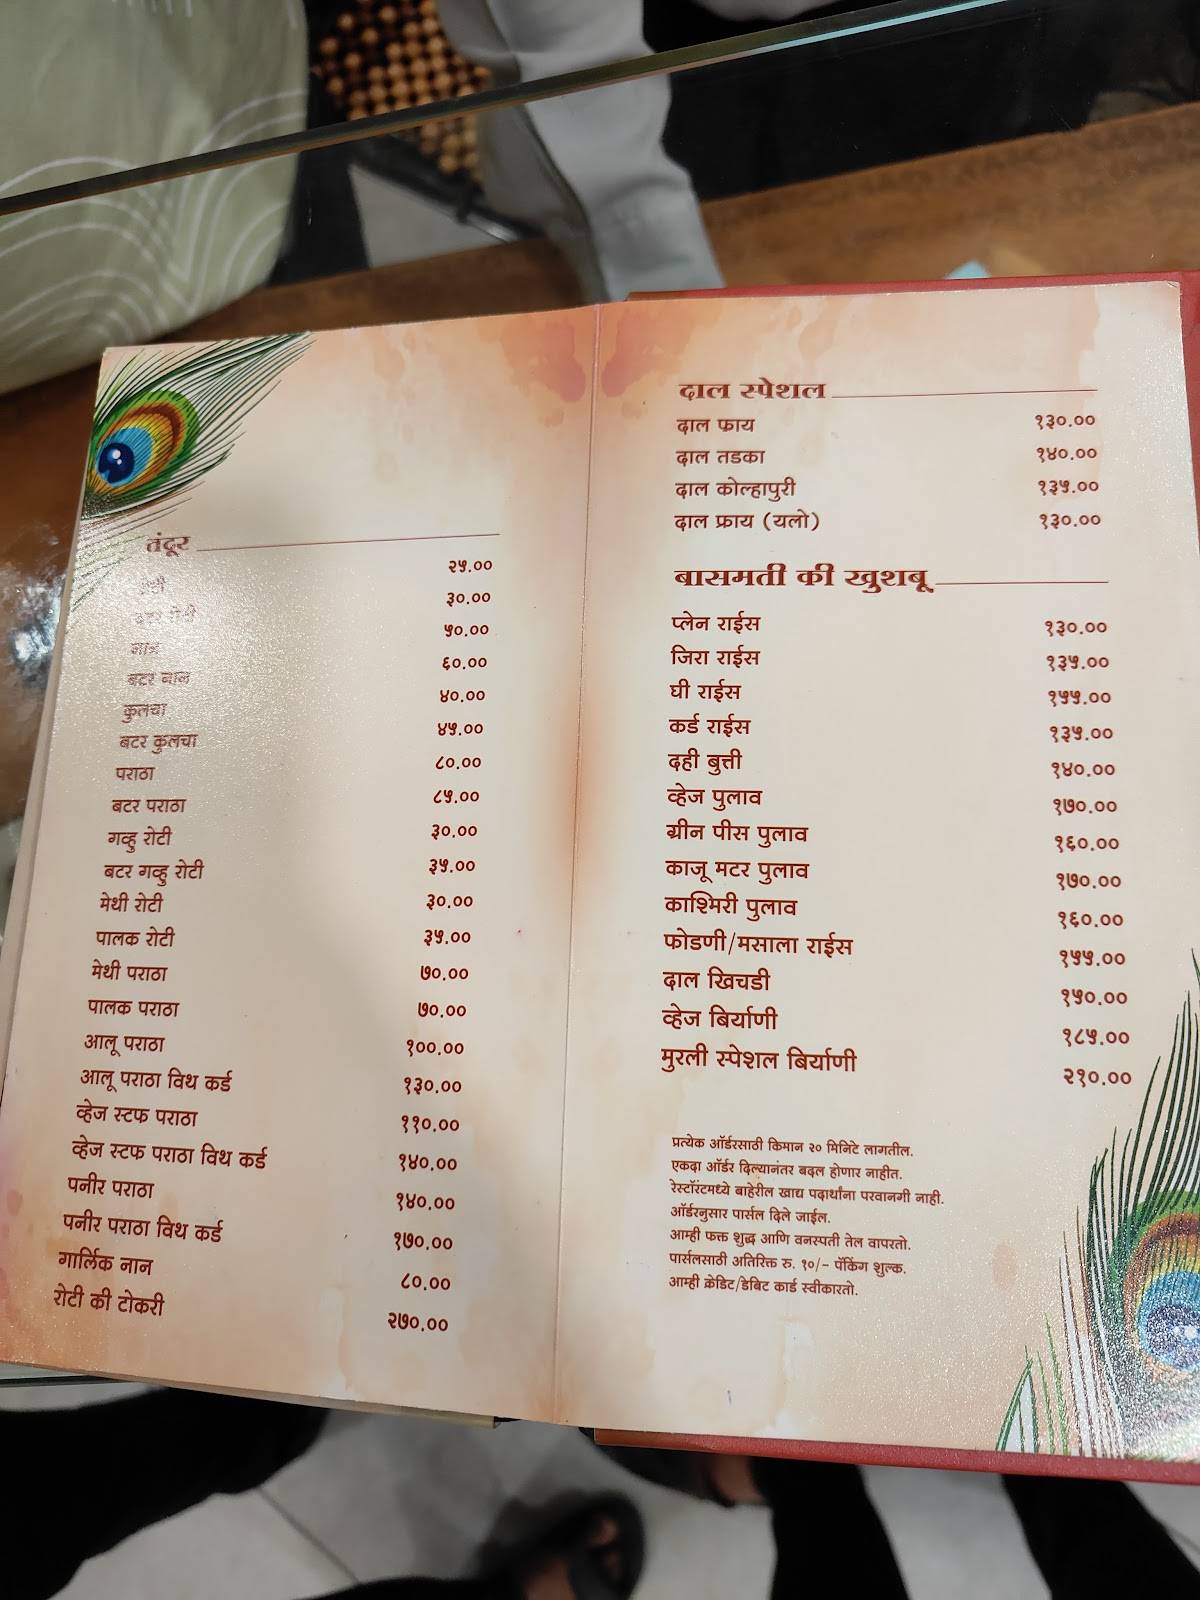 तंदूर
रोटी २५.००
बटर रोटी ३०.००
नान ५०.००
बटर नान ६०.००
कुलचा ४०.००
बटर कुलचा ४५.००
पराठा ८०.००
बटर पराठा ८५.००
गव्हु रोटी ३०.००
बटर गव्हु रोटी ३५.००
मेथी रोटी ३०.००
पालक रोटी ३५.००
मेथी पराठा ७०.००
पालक पराठा ७०.००
आलू पराठा १००.००
आलू पराठा विथ कर्ड १३०.००
व्हेज स्टफ पराठा ११०.००
व्हेज स्टफ पराठा विथ कर्ड १४०.००
पनीर पराठा १४०.००
पनीर पराठा विथ कर्ड १७०.००
गार्लिक नान ८०.००
रोटी की टोकरी २७०.००
दाल स्पेशल
दाल फ्राय १३०.००
दाल तडका १४०.००
दाल कोल्हापुरी १३५.००
दाल फ्राय (यलो) १३०.००
बासमती की खुशबू
प्लेन राईस १३०.००
जिरा राईस १३५.००
घी राईस १५५.००
कर्ड राईस १३५.००
दही बुत्ती १४०.००
व्हेज पुलाव १७०.००
ग्रीन पीस पुलाव १६०.००
काजू मटर पुलाव १७०.००
काश्मिरी पुलाव १६०.००
फोडणी/मसाला राईस १५५.००
दाल खिचडी १५०.००
व्हेज बिर्याणी १८५.००
मुरली स्पेशल बिर्याणी २१०.००
प्रत्येक ऑर्डरसाठी किमान २० मिनिटे लागतील.
एकदा ऑर्डर दिल्यानंतर बदल होणार नाहीत.
रेस्टॉरंटमध्ये बाहेरील खाद्य पदार्थांना परवानगी नाही.
ऑर्डरनुसार पार्सल दिले जाईल.
आम्ही फक्त शुद्ध आणि वनस्पती तेल वापरतो.
पार्सलसाठी अतिरिक्त रु. १०/- पॅकिंग शुल्क.
आम्ही क्रेडिट/डेबिट कार्ड स्वीकारतो.